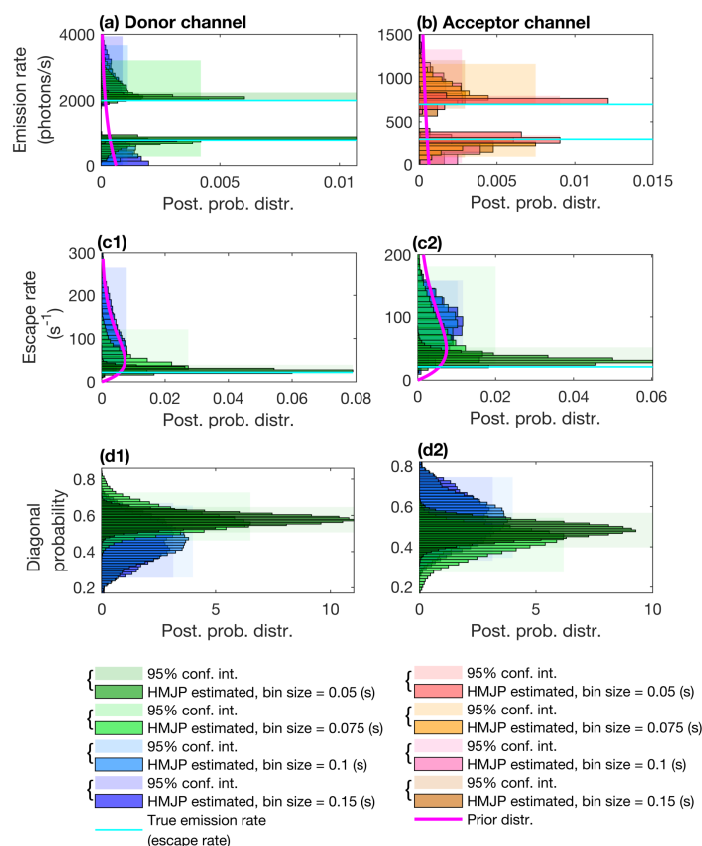 (a) Donor channel
(b) Acceptor channel
Emission rate
(photons/s)
4000
2000
0
0
0.005
0.01
Post. prob. distr.
1500
1000
500
0
0
0.005
0.01
0.015
Post. prob. distr.
(c1)
(c2)
Escape rate
(s-1)
300
200
100
0
0
0.02
0.04
0.06
0.08
Post. prob. distr.
200
100
0
0
0.02
0.04
0.06
Post. prob. distr.
(d1)
(d2)
Diagonal
probability
0.8
0.6
0.4
0.2
0
5
10
Post. prob. distr.
0.8
0.6
0.4
0.2
0
5
10
Post. prob. distr.
95% conf. int.
HMJP estimated, bin size = 0.05 (s)
95% conf. int.
HMJP estimated, bin size = 0.075 (s)
95% conf. int.
HMJP estimated, bin size = 0.1 (s)
95% conf. int.
HMJP estimated, bin size = 0.15 (s)
True emission rate
(escape rate)
95% conf. int.
HMJP estimated, bin size = 0.05 (s)
95% conf. int.
HMJP estimated, bin size = 0.075 (s)
95% conf. int.
HMJP estimated, bin size = 0.1 (s)
95% conf. int.
HMJP estimated, bin size = 0.15 (s)
Prior distr.